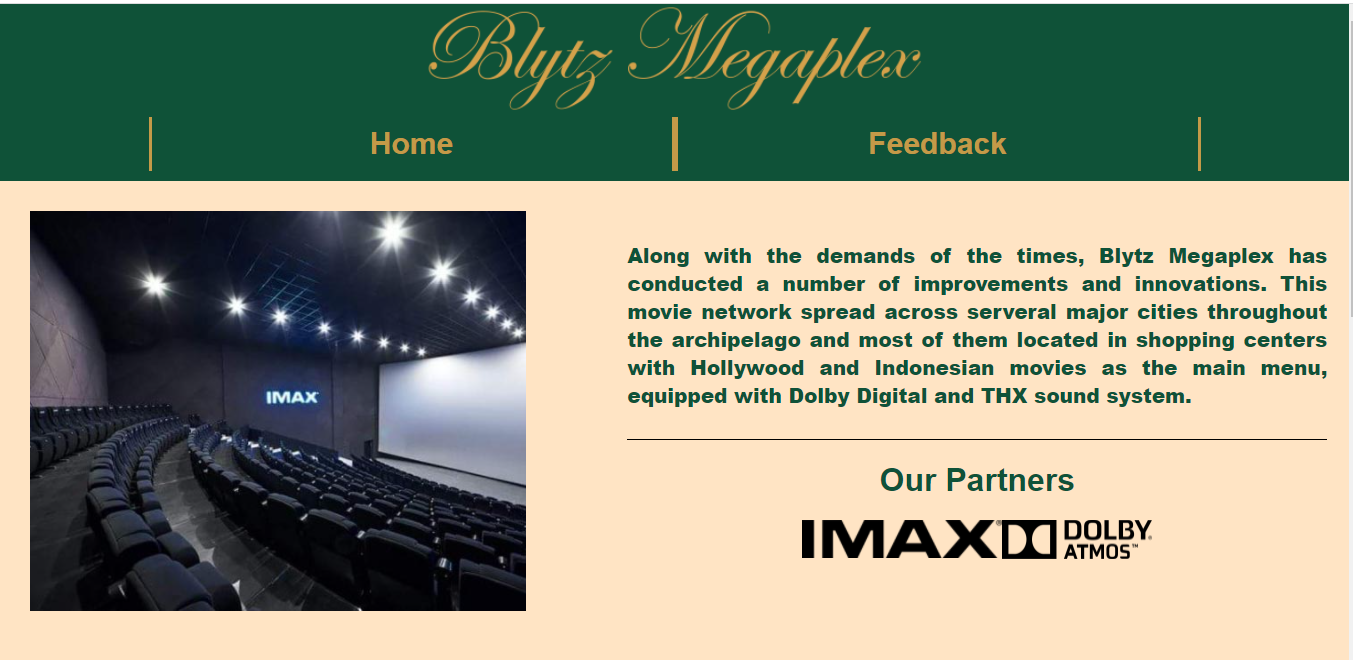 Blytz Megaplex
Home
Feedback
IMAX
Along with the demands of the times, Blytz Megaplex has
conducted a number of improvements and innovations. This
movie network spread across serveral major cities throughout
the archipelago and most of them located in shopping centers
with Hollywood and Indonesian movies as the main menu,
equipped with Dolby Digital and THX sound system.
Our Partners
IMAX® DOLBY®
ATMOS™